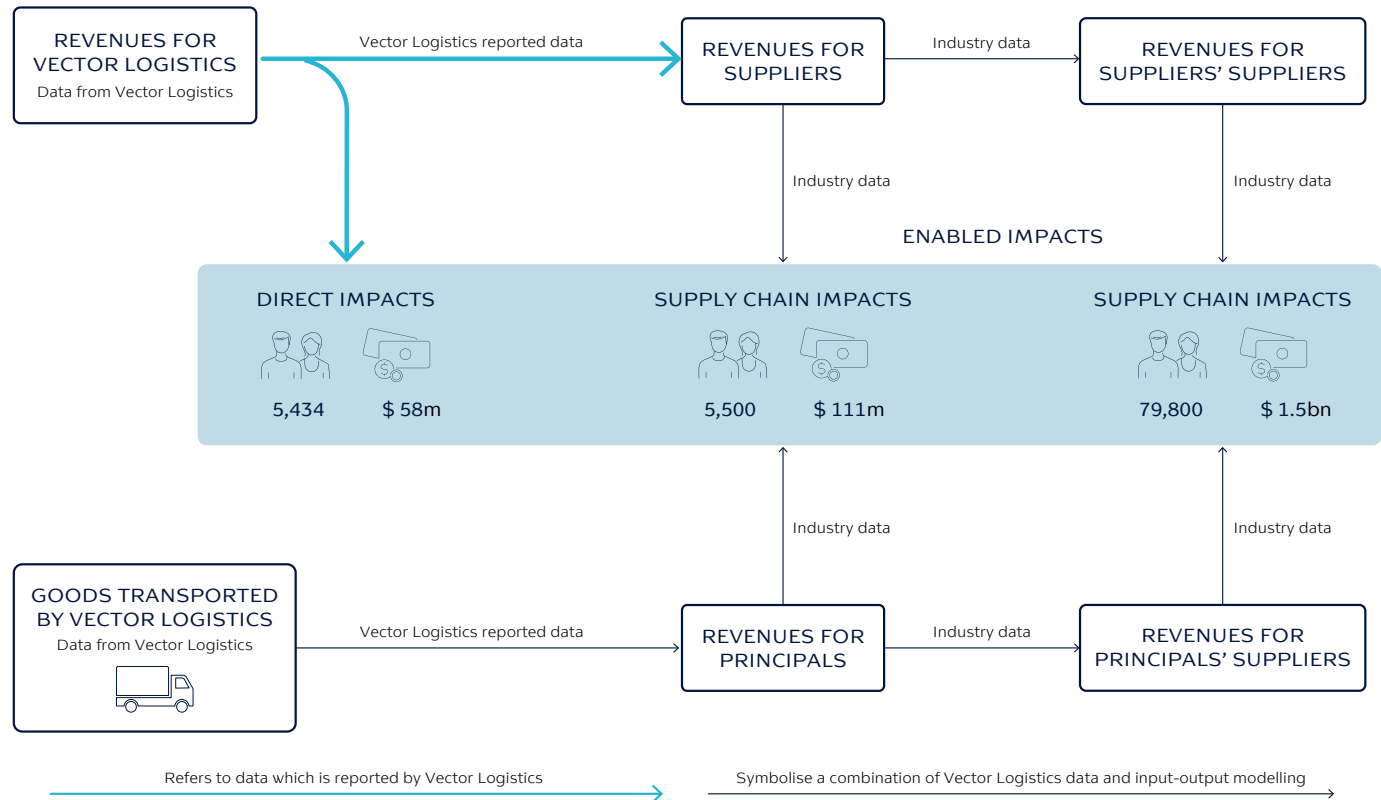 REVENUES FOR
VECTOR LOGISTICS
Data from Vector Logistics
Vector Logistics reported data
REVENUES FOR
SUPPLIERS
Industry data
REVENUES FOR
SUPPLIERS’ SUPPLIERS
Industry data
Industry data
ENABLED IMPACTS
DIRECT IMPACTS
5,434
$ 58m
SUPPLY CHAIN IMPACTS
5,500
$ 111m
SUPPLY CHAIN IMPACTS
79,800
$ 1.5bn
Industry data
Industry data
GOODS TRANSPORTED
BY VECTOR LOGISTICS
Data from Vector Logistics
Vector Logistics reported data
REVENUES FOR
PRINCIPALS
Industry data
REVENUES FOR
PRINCIPALS’ SUPPLIERS
Refers to data which is reported by Vector Logistics
Symbolise a combination of Vector Logistics data and input-output modelling